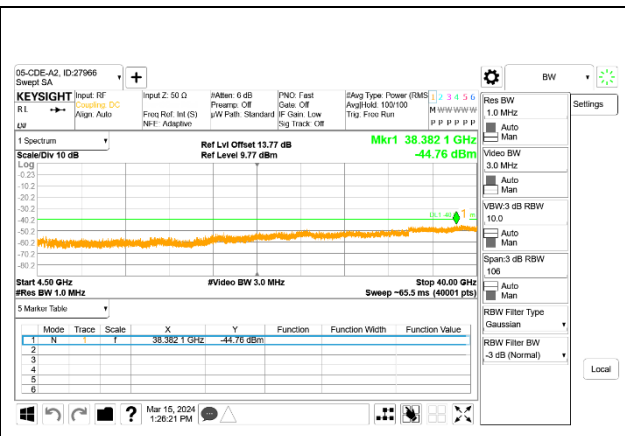 05-CDE-A2, ID:27966
Swept SA
BW
KEYSIGHT
Input: RF
Input Z: 50 Ω
#Atten: 6 dB
PNO: Fast
#Avg Type: Power (RMS
1 2 3 4 5 6
RL
Coupling: DC
Preamp: Off
Gate: Off
Avg|Hold: 100/100
M W W W W W
Align: Auto
Freq Ref: Int (S)
µW Path: Standard
IF Gain: Low
Trig: Free Run
NFE: Adaptive
Sig Track: Off
P P P P P P
1 Spectrum
Ref Lvl Offset 13.77 dB
Mkr1 38.382 1 GHz
Scale/Div 10 dB
Ref Level 9.77 dBm
-44.76 dBm
Log
-0.23
-10.2
-20.2
-30.2
-40.2
-50.2
-60.2
-70.2
-80.2
1
Start 4.50 GHz
#Video BW 3.0 MHz
Stop 40.00 GHz
#Res BW 1.0 MHz
Sweep ~65.5 ms (40001 pts)
5 Marker Table
Mode Trace Scale X Y Function Function Width Function Value
1 N 1 f 38.382 1 GHz -44.76 dBm
2
3
4
5
6
Mar 15, 2024
1:26:21 PM
?
Res BW
1.0 MHz
Auto
Man
Video BW
3.0 MHz
Auto
Man
VBW:3 dB RBW
10.0
Auto
Man
Span:3 dB RBW
106
Auto
Man
RBW Filter Type
Gaussian
RBW Filter BW
-3 dB (Normal)
Settings
Local